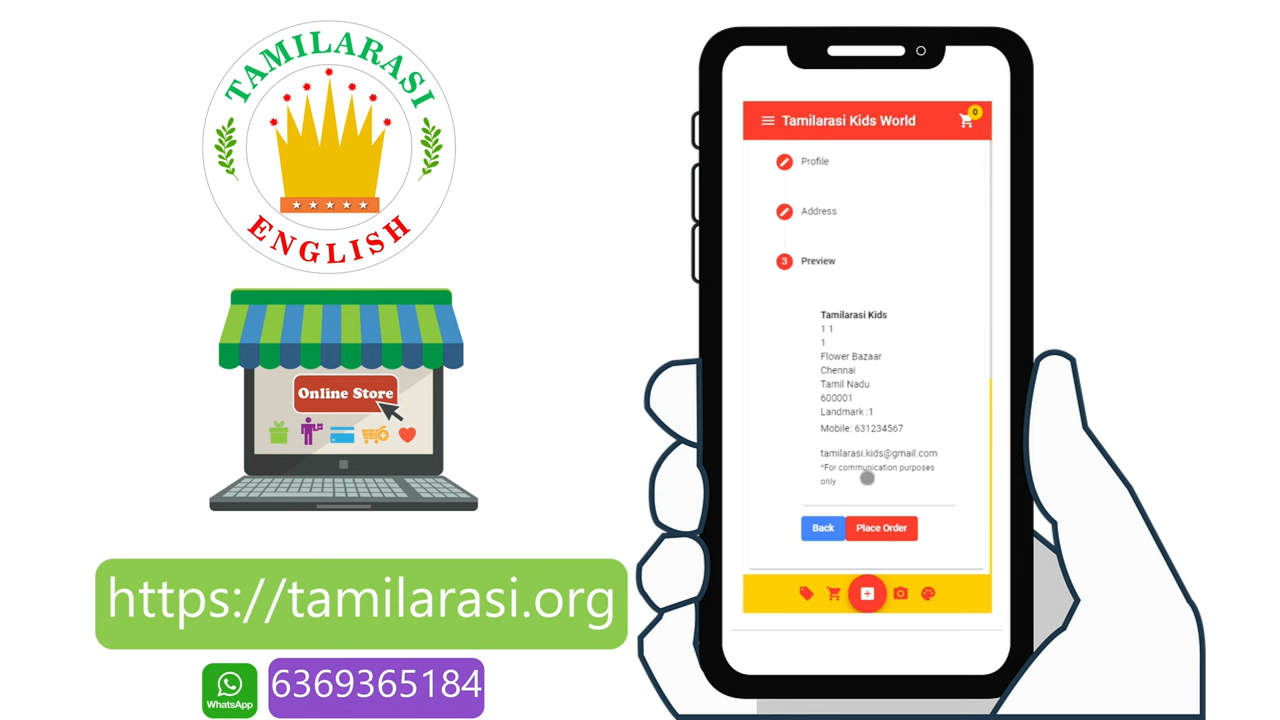 TAMILARASI
ENGLISH
Online Store
https://tamilarasi.org
WhatsApp
6369365184
Tamilarasi Kids World
0
Profile
Address
3 Preview
Tamilarasi Kids
1 1
1
Flower Bazaar
Chennai
Tamil Nadu
600001
Landmark :1
Mobile: 631234567
tamilarasi.kids@gmail.com
*For communication purposes
only
Back Place Order